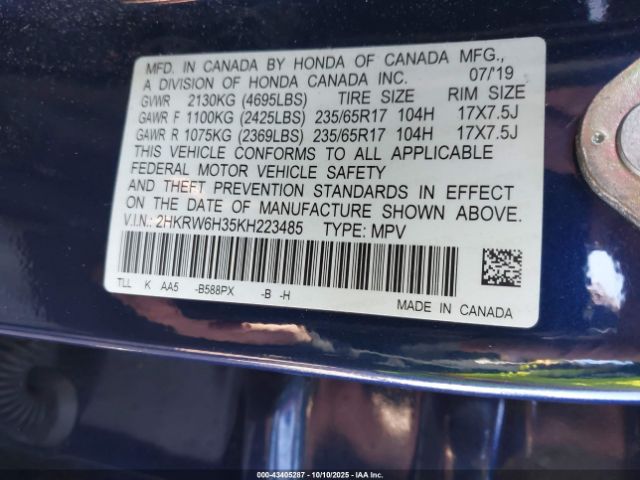 MFD. IN CANADA BY HONDA OF CANADA MFG.,
A DIVISION OF HONDA CANADA INC. 07/19
GVWR 2130KG (4695LBS) TIRE SIZE RIM SIZE
GAWR F 1100KG (2425LBS) 235/65R17 104H 17X7.5J
GAWR R 1075KG (2369LBS) 235/65R17 104H 17X7.5J
THIS VEHICLE CONFORMS TO ALL APPLICABLE
FEDERAL MOTOR VEHICLE SAFETY
AND THEFT PREVENTION STANDARDS IN EFFECT
ON THE DATE OF MANUFACTURE SHOWN ABOVE.
V.I.N.: 2HKRW6H35KH223485 TYPE: MPV
TLL K AA5 -B588PX -B -H
MADE IN CANADA
© - 43405287 - 10/10/2025 - IAAI.COM